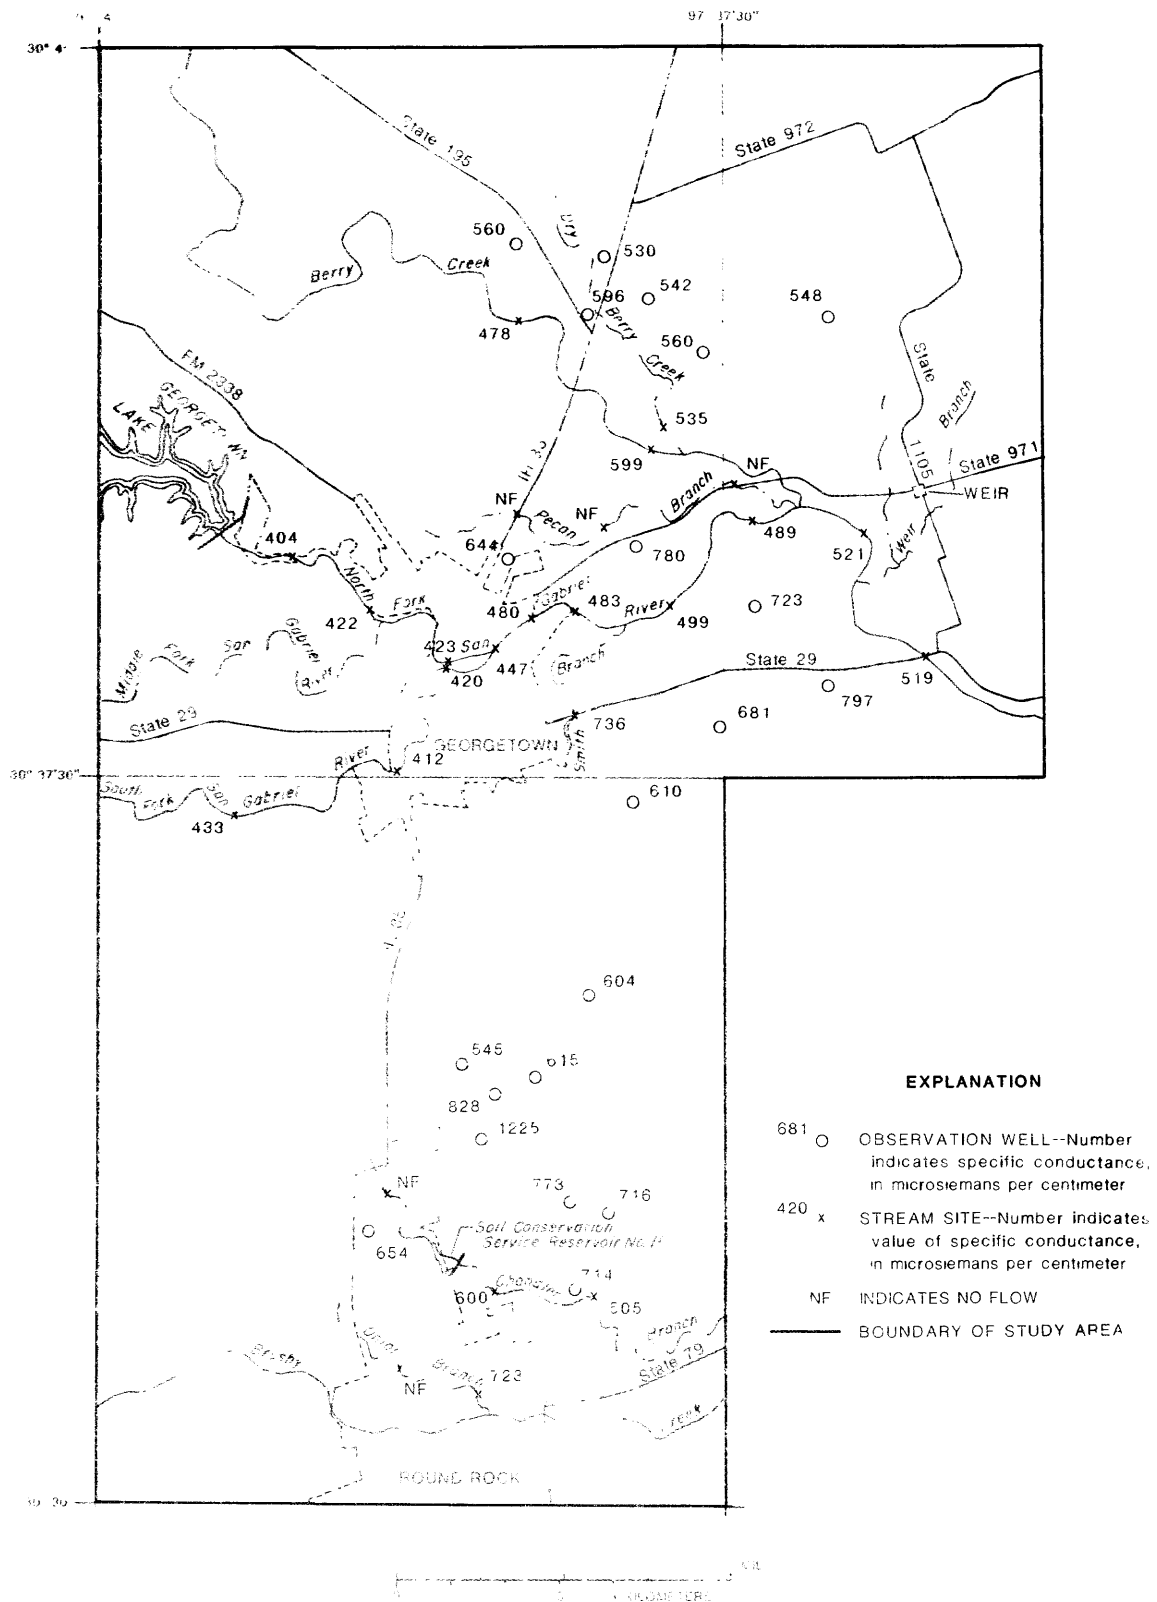 97 37'30"
30° 4'
State 195
State 972
560
Dry
530
Berry
Creek
542
596
548
Berry
478
560
Creek
State
FM 2338
LAKE
Branch
535
599
NF
1105
State 971
Branch
WEIR
NF
Pecan
NF
404
644
780
489
521
Weir
North
Fork
Gabriel
483
River
422
480
499
723
423
San
447
Branch
420
Middle
Fork
San
Gabriel
River
State 29
519
797
State 29
736
681
GEORGETOWN
Smith
River
412
30° 37'30"
South
Fork
San
Gabriel
433
610
604
545
615
828
1225
EXPLANATION
681
OBSERVATION WELL--Number
indicates specific conductance,
in microsiemans per centimeter
NF
773
716
420 x
STREAM SITE--Number indicates
value of specific conductance,
in microsiemans per centimeter
654
Soil Conservation
Service Reservoir No.
600
714
605
NF
INDICATES NO FLOW
BOUNDARY OF STUDY AREA
Branch
Brushy
Branch
State 79
NF
723
ROUND ROCK
KILOMETERS